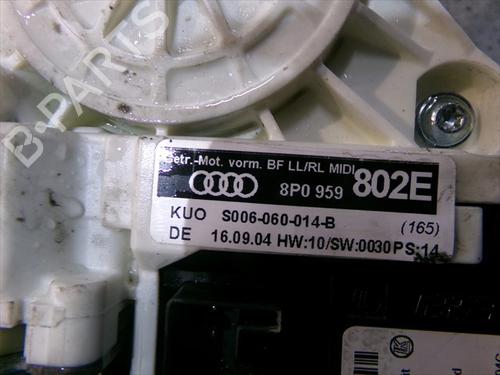 B-PARTS
Getr.-Mot. vorm. BF LL/RL MIDI
8P0 959 802E
KUO S006-060-014-B (165)
DE 16.09.04 HW:10/SW:0030 PS:14